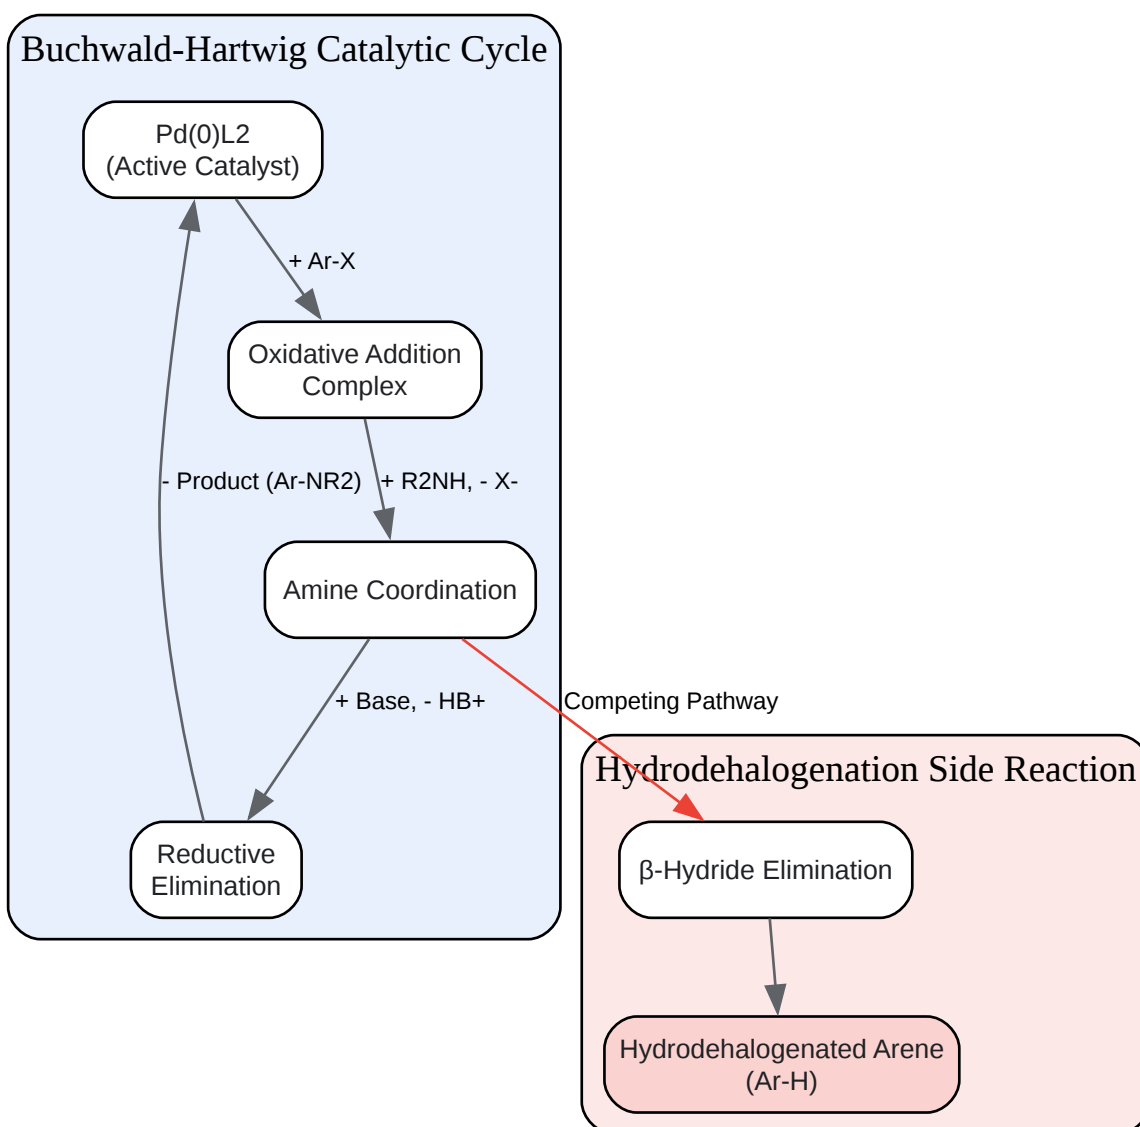 Buchwald-Hartwig Catalytic Cycle
Pd(0)L2
(Active Catalyst)
+ Ar-X
Oxidative Addition
Complex
- Product (Ar-NR2)
+ R2NH, - X-
Amine Coordination
+ Base, - HB+
Competing Pathway
Reductive
Elimination
Hydrodehalogenation Side Reaction
β-Hydride Elimination
Hydrodehalogenated Arene
(Ar-H)